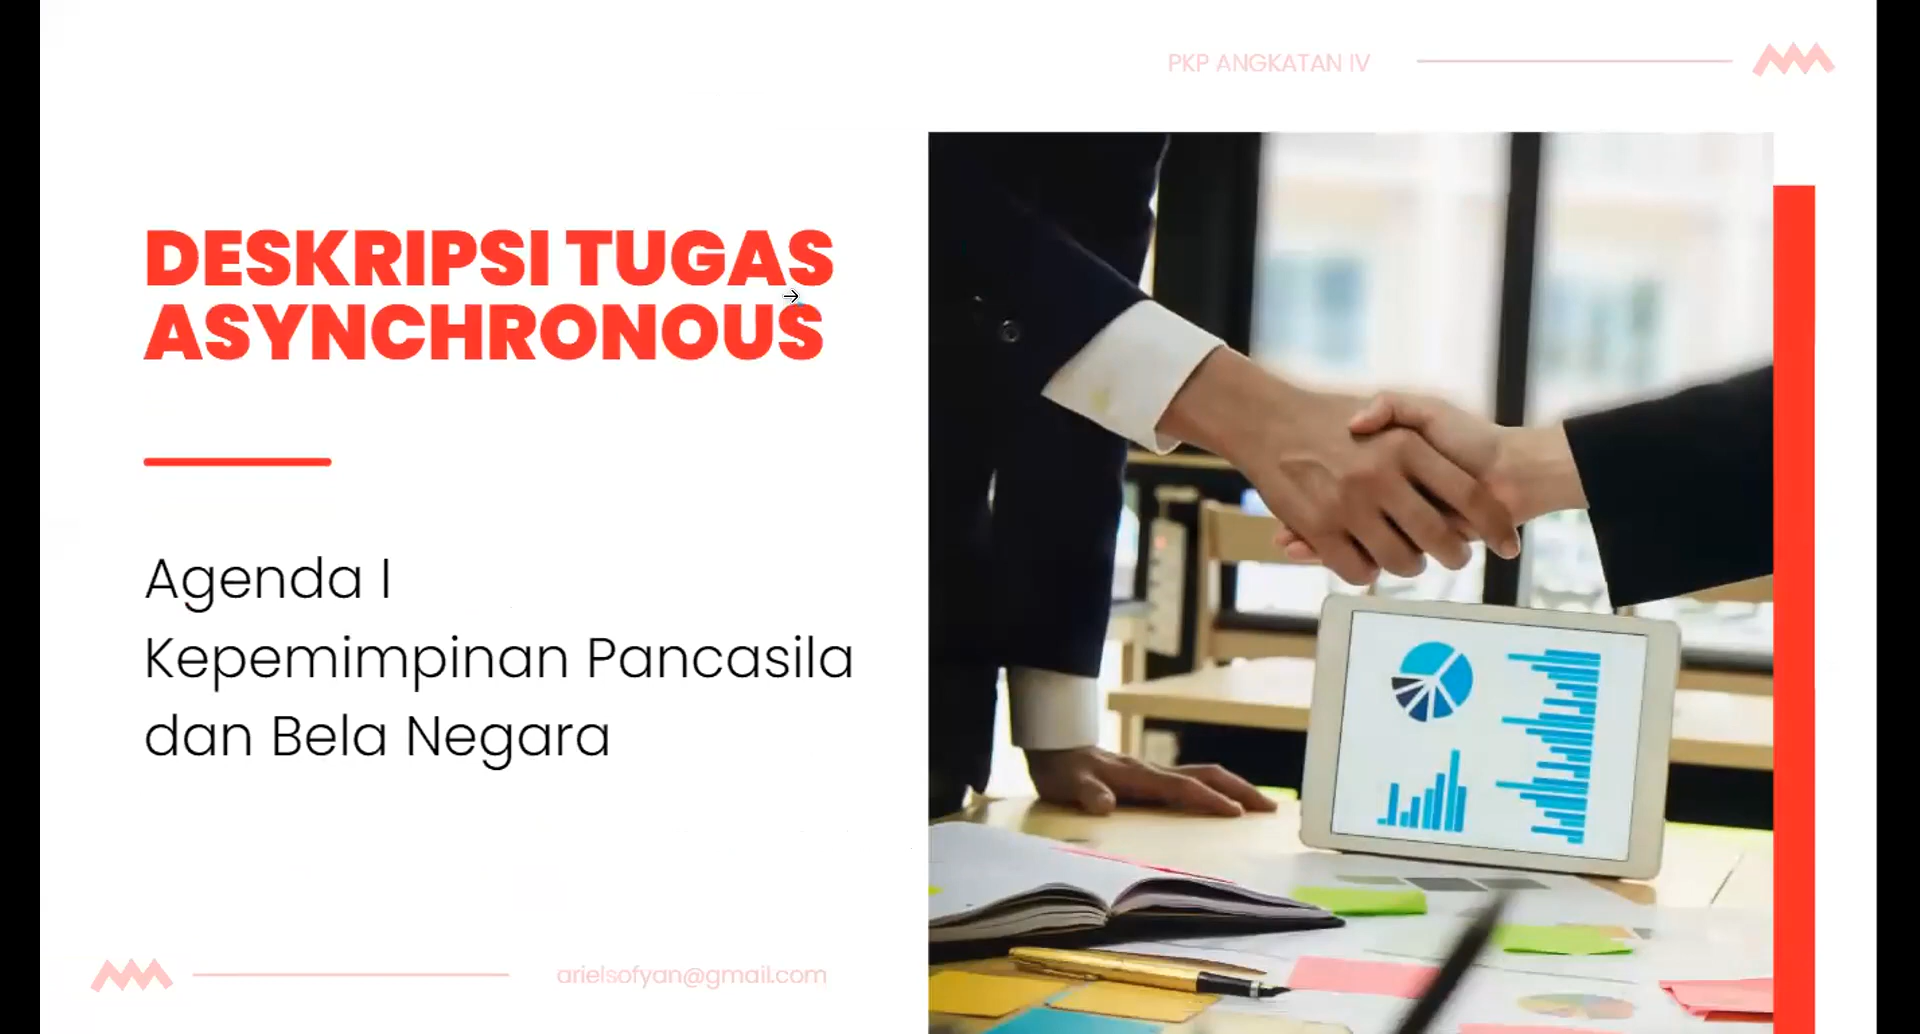 PKP ANGKATAN IV
DESKRIPSI TUGAS
ASYNCHRONOUS
Agenda I
Kepemimpinan Pancasila
dan Bela Negara
arielsofyan@gmail.com